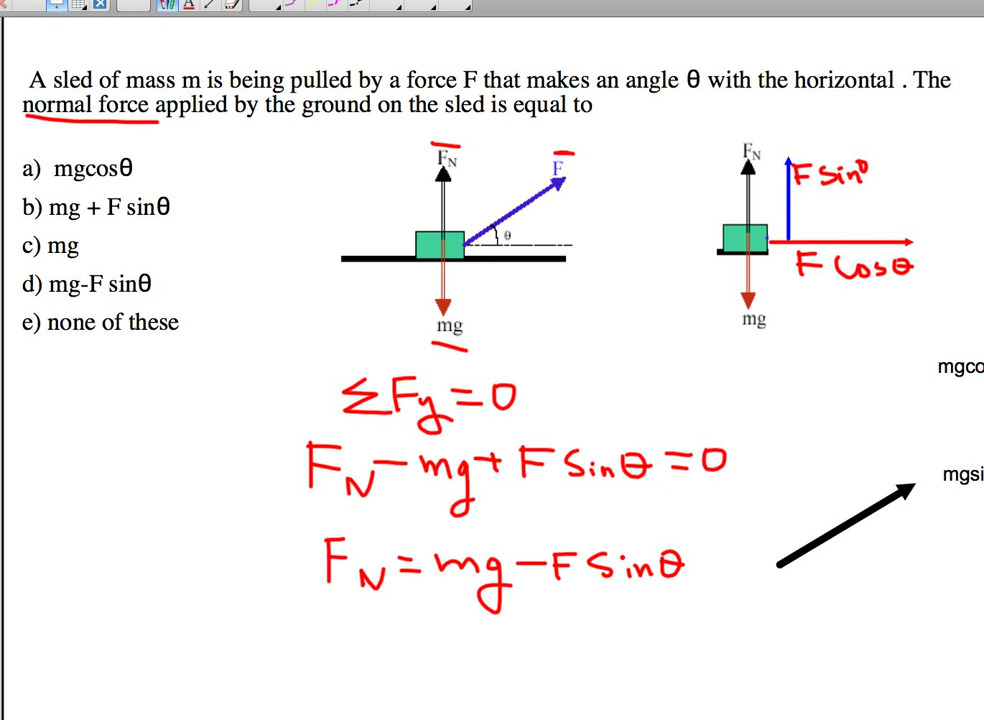 A sled of mass m is being pulled by a force F that makes an angle θ with the horizontal . The
normal force applied by the ground on the sled is equal to
a) mgcosθ
b) mg + F sinθ
c) mg
d) mg-F sinθ
e) none of these
FN
F
θ
mg
FN
F sinθ
F cosθ
mg
mgco
mgsi
ΣFy=0
FN-mg+F sinθ=0
FN=mg-F sinθ